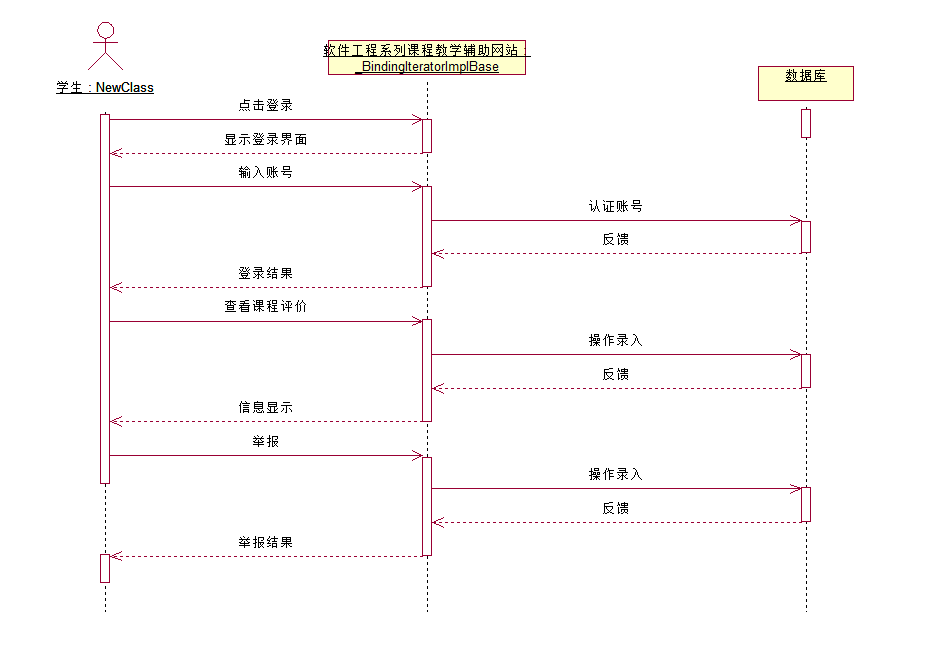 软件工程系列课程教学辅助网站 :
_BindingIteratorImplBase
数据库
学生 : NewClass
点击登录
显示登录界面
输入账号
认证账号
反馈
登录结果
查看课程评价
操作录入
反馈
信息显示
举报
操作录入
反馈
举报结果